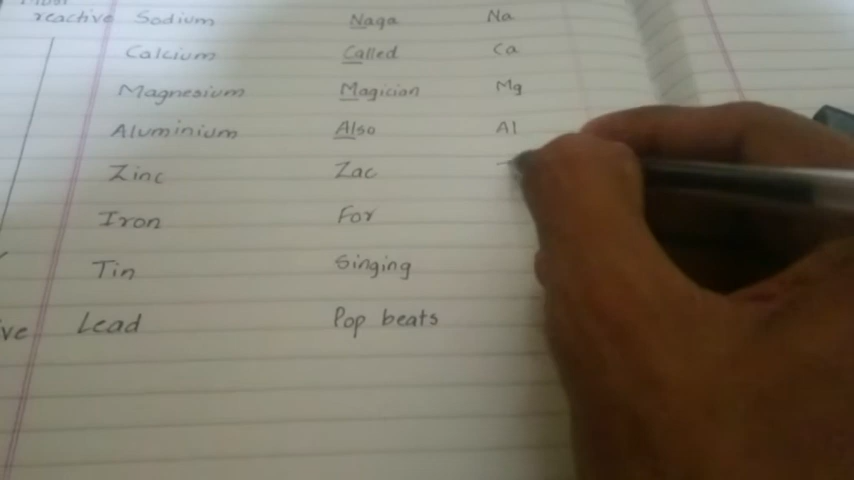 reactive Sodium Naga Na
Calcium Called Ca
Magnesium Magician Mg
Aluminium Also Al
Zinc Zac
Iron For
Tin Singing
Lead Pop beats